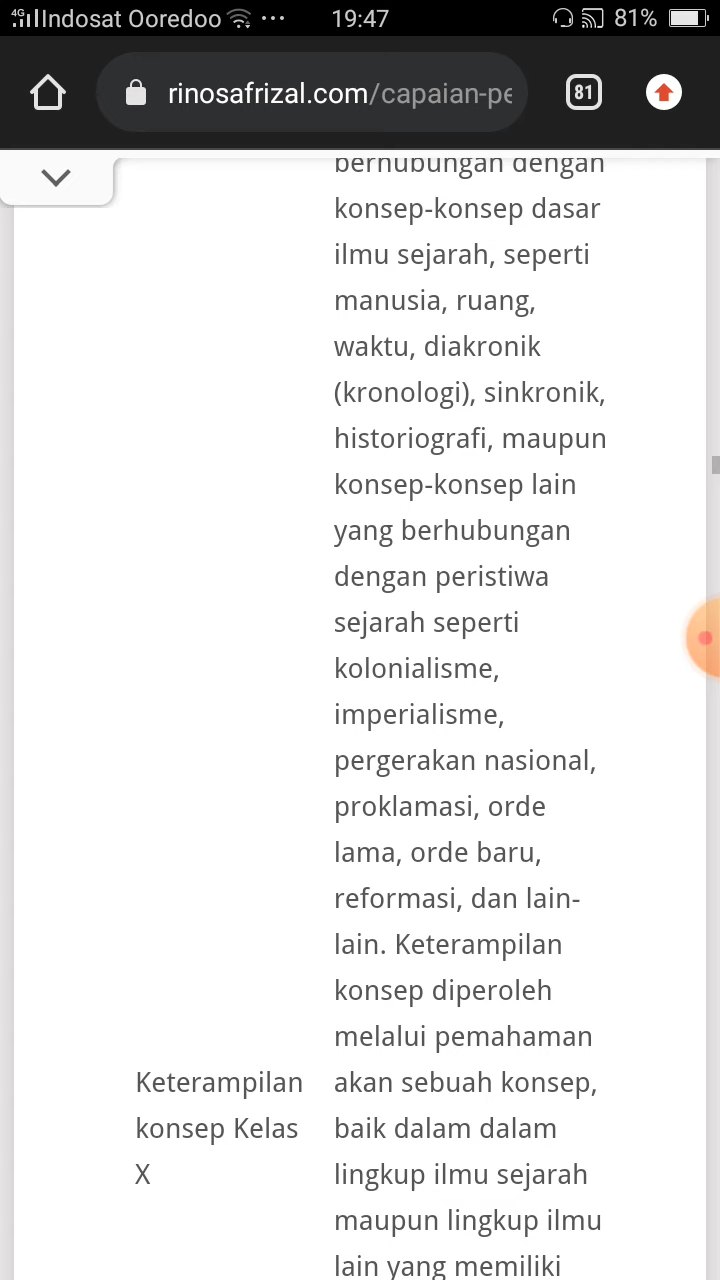 4G Indosat Ooredoo ••• 19:47 81%
rinosafrizal.com/capaian-pe 81
berhubungan dengan
konsep-konsep dasar
ilmu sejarah, seperti
manusia, ruang,
waktu, diakronik
(kronologi), sinkronik,
historiografi, maupun
konsep-konsep lain
yang berhubungan
dengan peristiwa
sejarah seperti
kolonialisme,
imperialisme,
pergerakan nasional,
proklamasi, orde
lama, orde baru,
reformasi, dan lain-
lain. Keterampilan
konsep diperoleh
melalui pemahaman
Keterampilan akan sebuah konsep,
konsep Kelas baik dalam dalam
X lingkup ilmu sejarah
maupun lingkup ilmu
lain yang memiliki